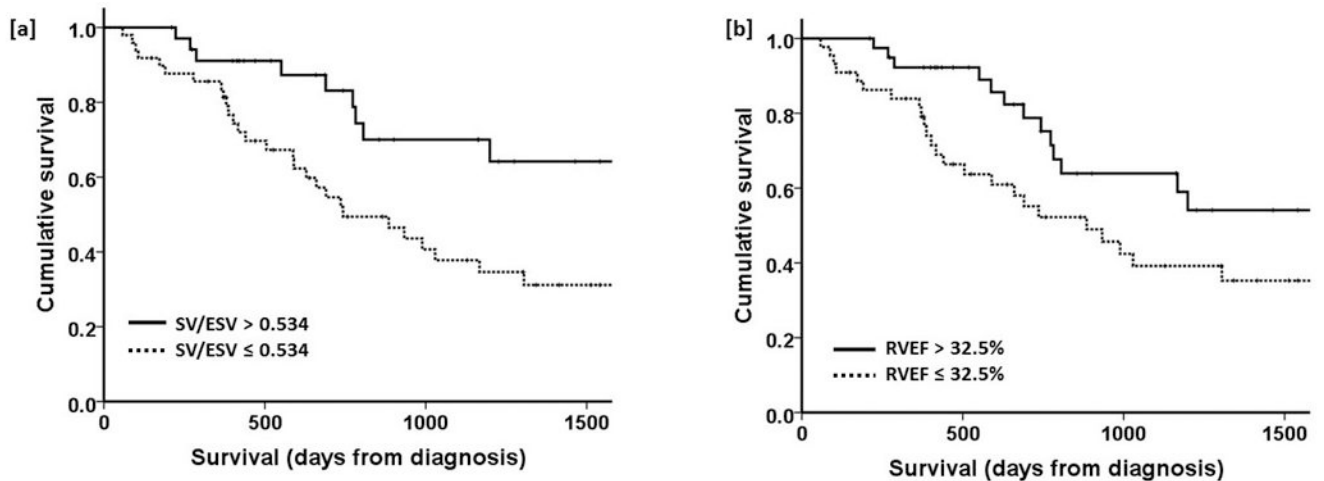 [a]
1.0
0.8
0.6
0.4
0.2
0.0
Cumulative survival
SV/ESV > 0.534
SV/ESV ≤ 0.534
0 500 1000 1500
Survival (days from diagnosis)
[b]
1.0
0.8
0.6
0.4
0.2
0.0
Cumulative survival
RVEF > 32.5%
RVEF ≤ 32.5%
0 500 1000 1500
Survival (days from diagnosis)